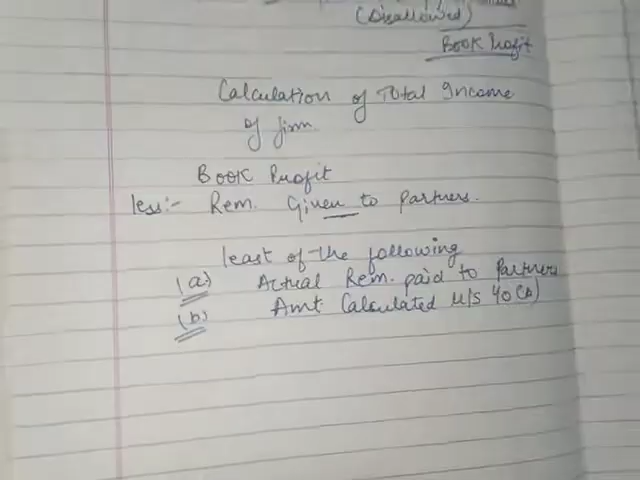 (Disallowed)
Book Profit
Calculation of Total Income
of firm
Book Profit
less:- Rem. Given to Partners.
least of the following
(a) Actual Rem. paid to Partners
(b) Amt Calculated u/s 40(b)